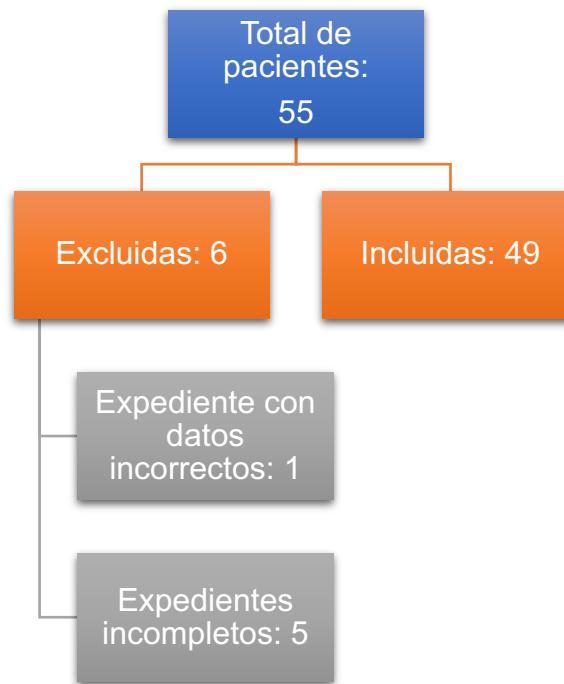 Total de
pacientes:
55
Excluidas: 6
Incluidas: 49
Expediente con
datos
incorrectos: 1
Expedientes
incompletos: 5